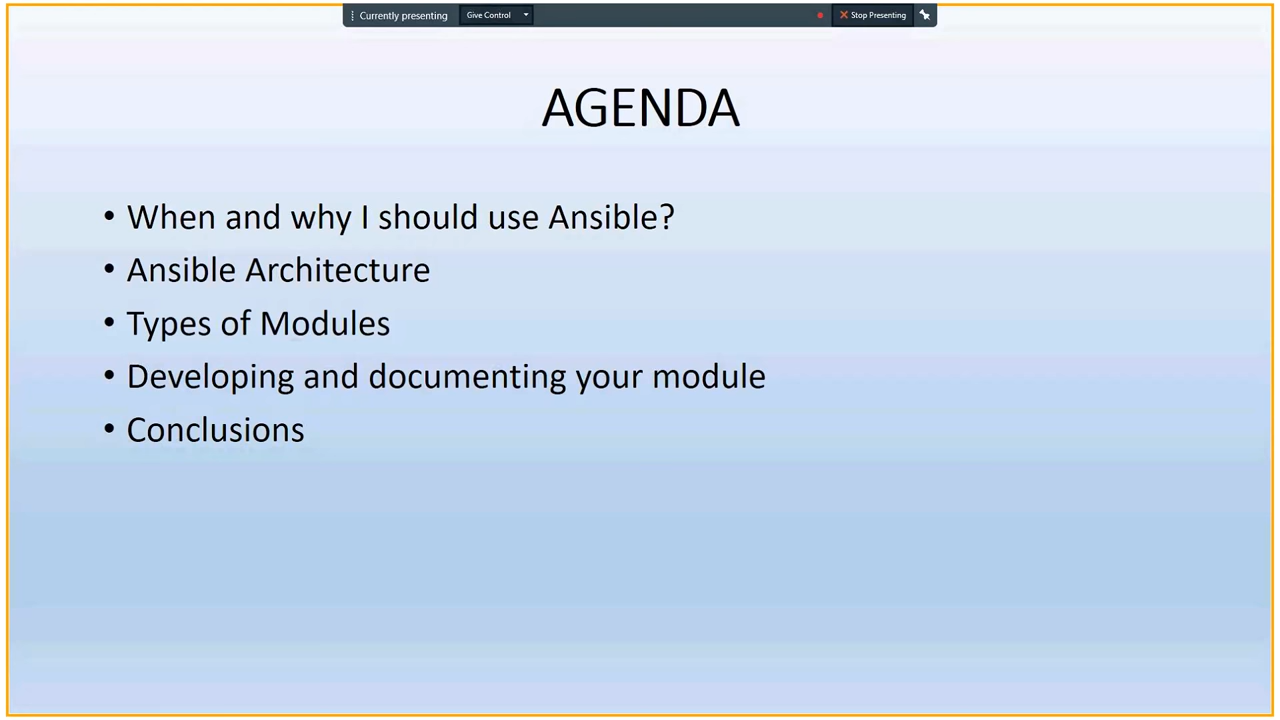 Currently presenting Give Control Stop Presenting
AGENDA
• When and why I should use Ansible?
• Ansible Architecture
• Types of Modules
• Developing and documenting your module
• Conclusions